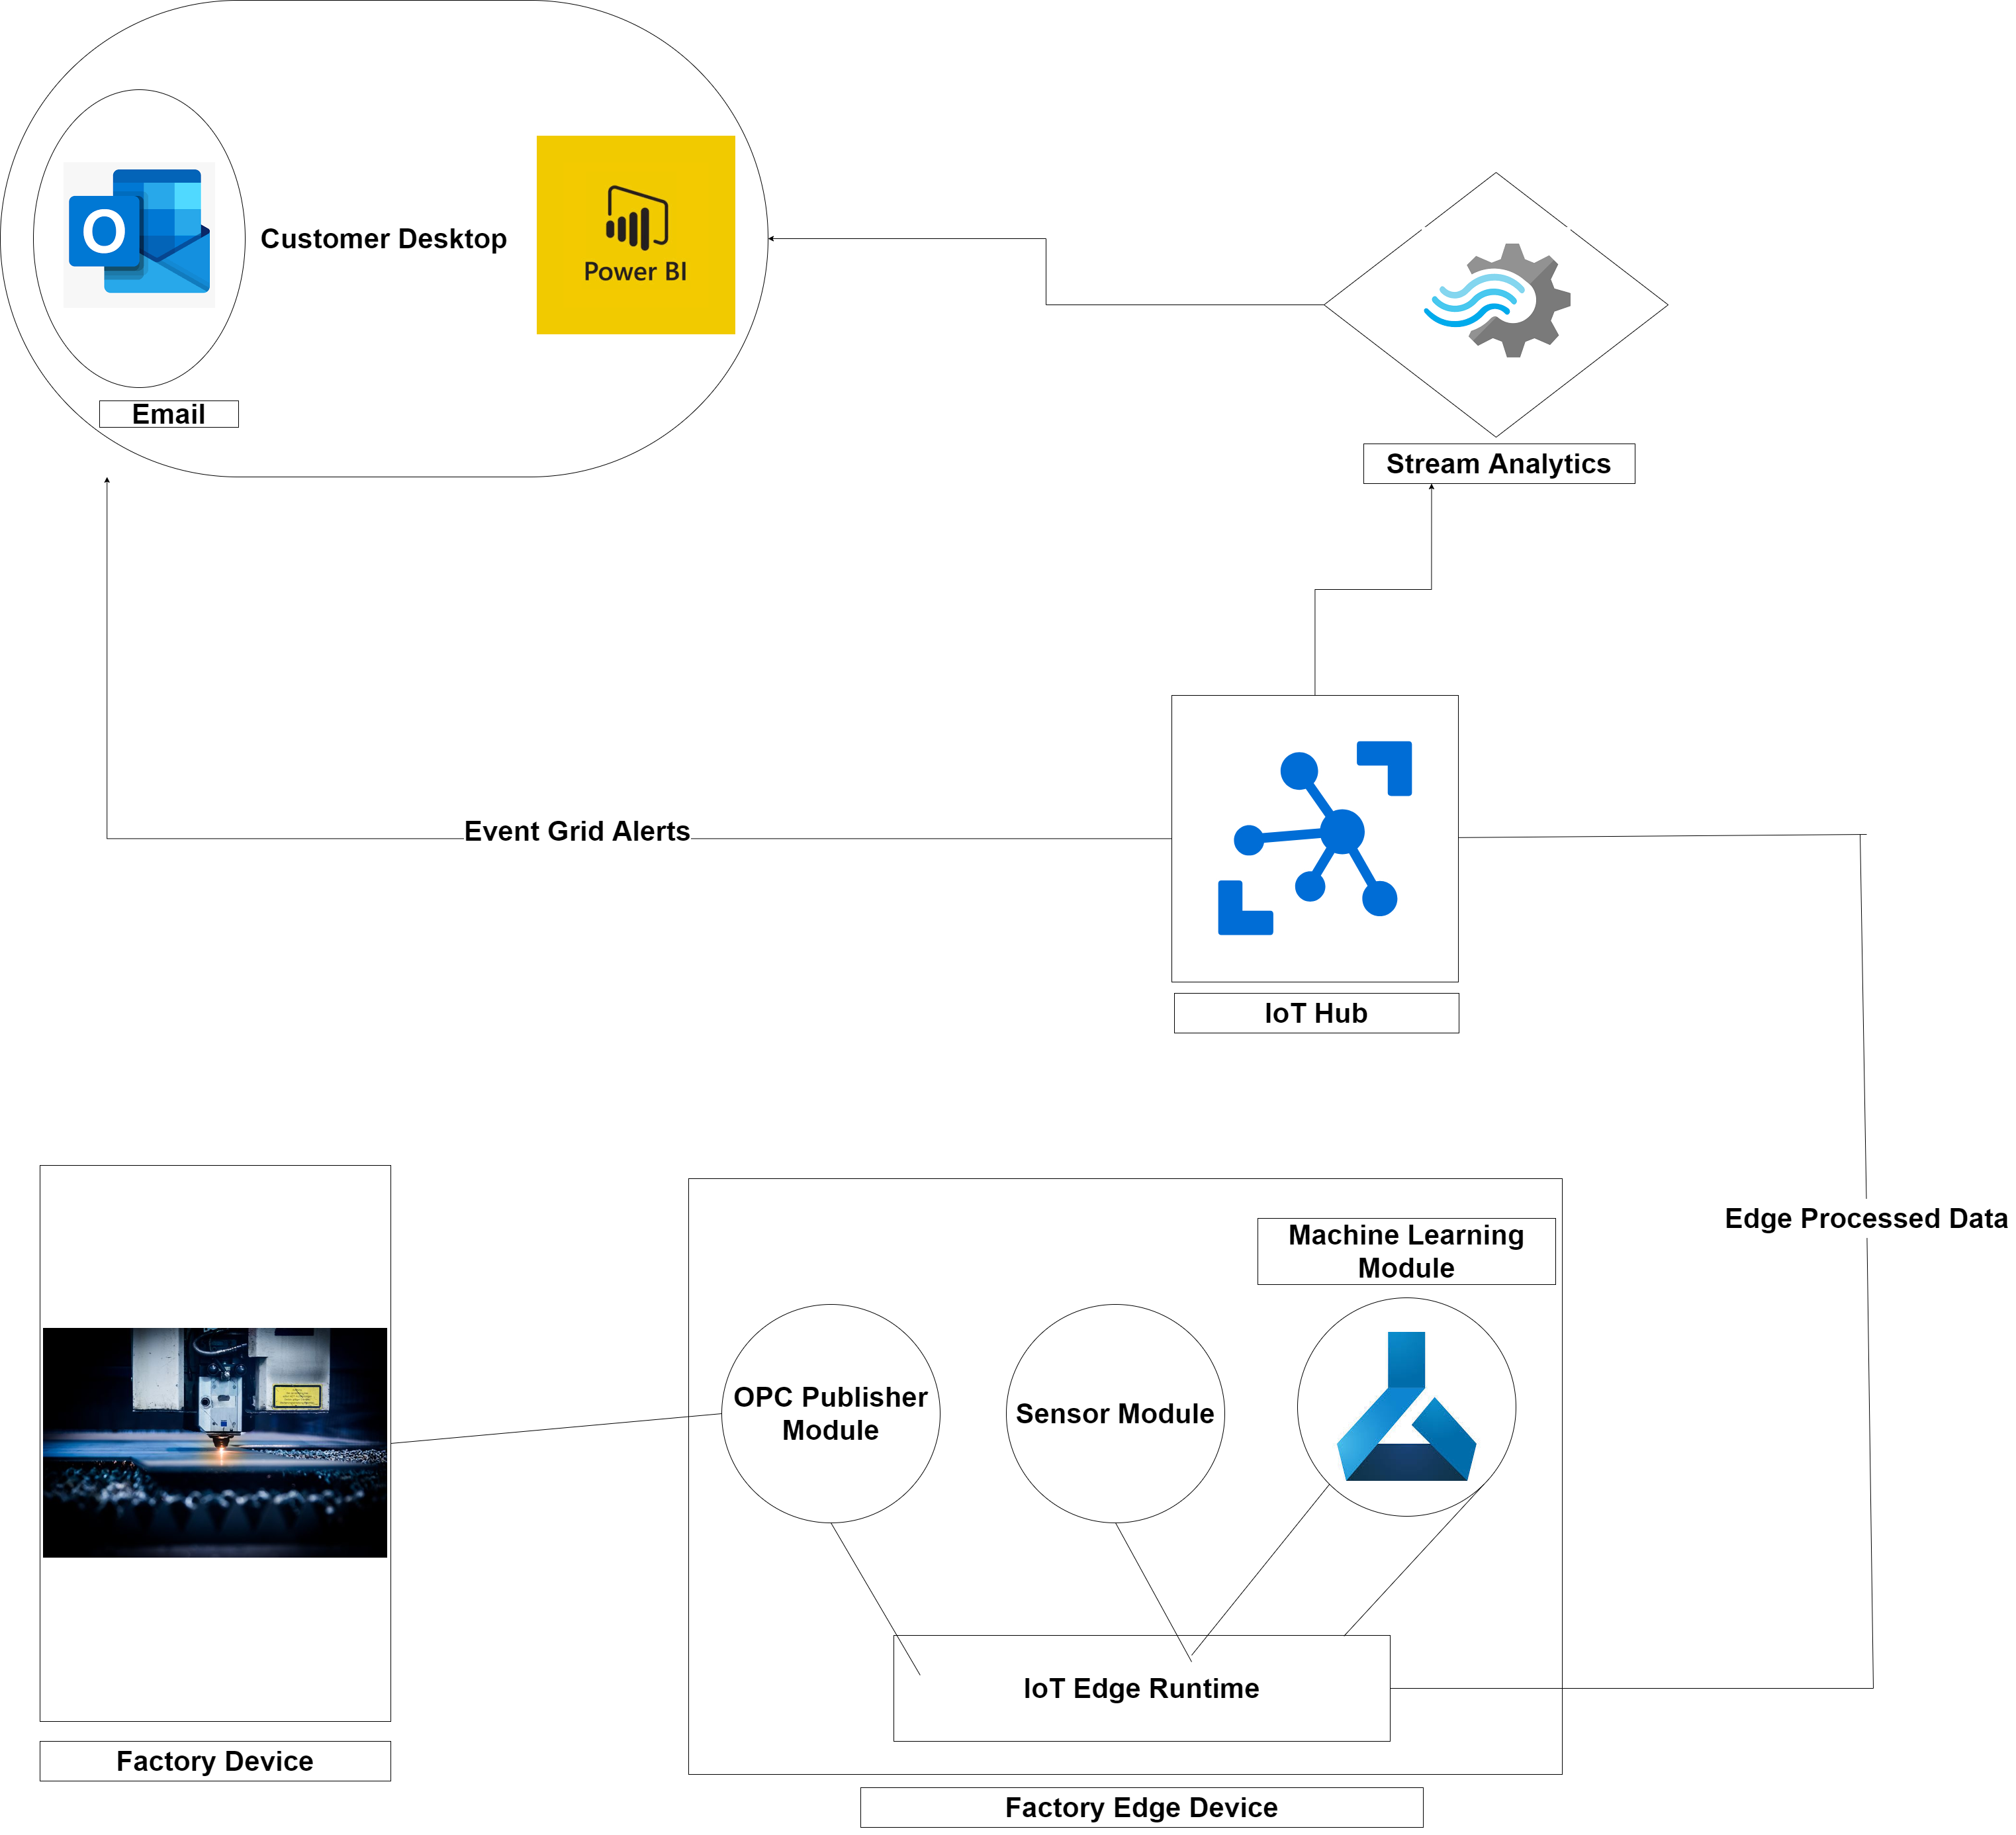 O
Customer Desktop
Power BI
Email
Stream Analytics
Event Grid Alerts
IoT Hub
Edge Processed Data
Machine Learning
Module
OPC Publisher
Module
Sensor Module
IoT Edge Runtime
Factory Device
Factory Edge Device